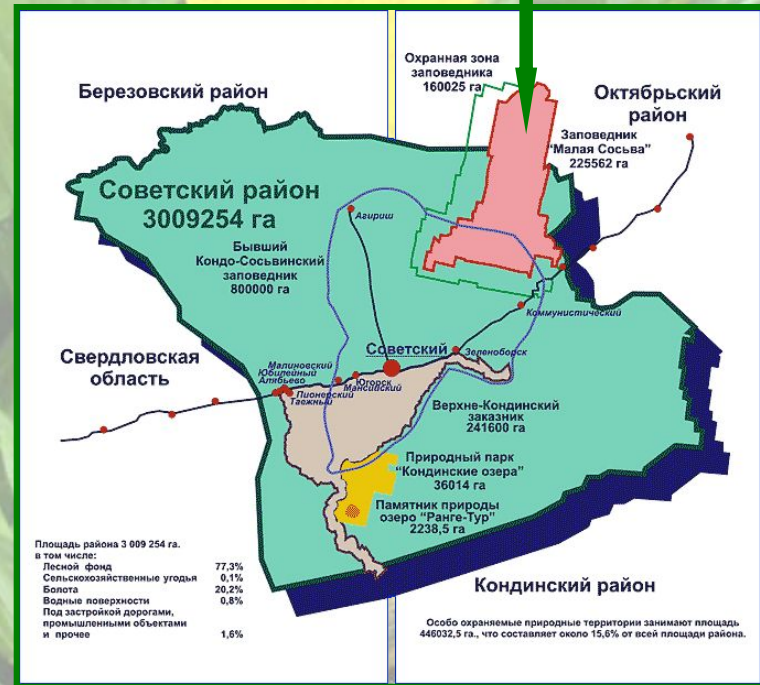 Охранная зона
заповедника
160025 га
Березовский район
Октябрьский
район
Заповедник
"Малая Сосьва"
225562 га
Советский район
3009254 га
Агириш
Бывший
Кондо-Сосьвинский
заповедник
800000 га
Коммунистический
Советский
Зеленоборск
Свердловская
область
Малиновский
Юбилейный
Алябьево
Югорск
Мансийский
Пионерский
Таежный
Верхне-Кондинский
заказник
241600 га
Природный парк
"Кондинские озера"
36014 га
Памятник природы
озеро "Ранге-Тур"
2238,5 га
Площадь района 3 009 254 га.
в том числе:
Лесной фонд 77,3%
Сельскохозяйственные угодья 0,1%
Болота 20,2%
Водные поверхности 0,8%
Под застройкой дорогами,
промышленными объектами
и прочее 1,6%
Кондинский район
Особо охраняемые природные территории занимают площадь
446032,5 га., что составляет около 15,6% от всей площади района.